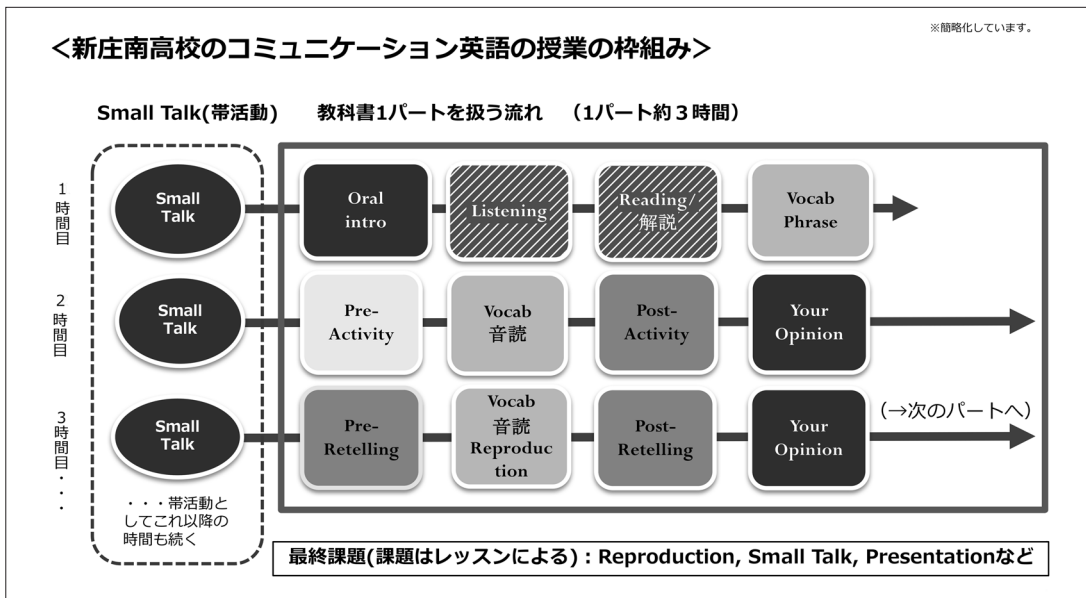 ※簡略化しています。
＜新庄南高校のコミュニケーション英語の授業の枠組み＞
Small Talk(帯活動)
教科書1パートを扱う流れ （1パート約３時間）
1時間目
Small
Talk
Oral
intro
Listening
Reading/
解説
Vocab
Phrase
2時間目
Small
Talk
Pre-
Activity
Vocab
音読
Post-
Activity
Your
Opinion
3時間目・・・
Small
Talk
Pre-
Retelling
Vocab
音読
Reproduc
tion
Post-
Retelling
Your
Opinion
(→次のパートへ)
・・・帯活動と
してこれ以降の
時間も続く
最終課題(課題はレッスンによる)：Reproduction, Small Talk, Presentationなど